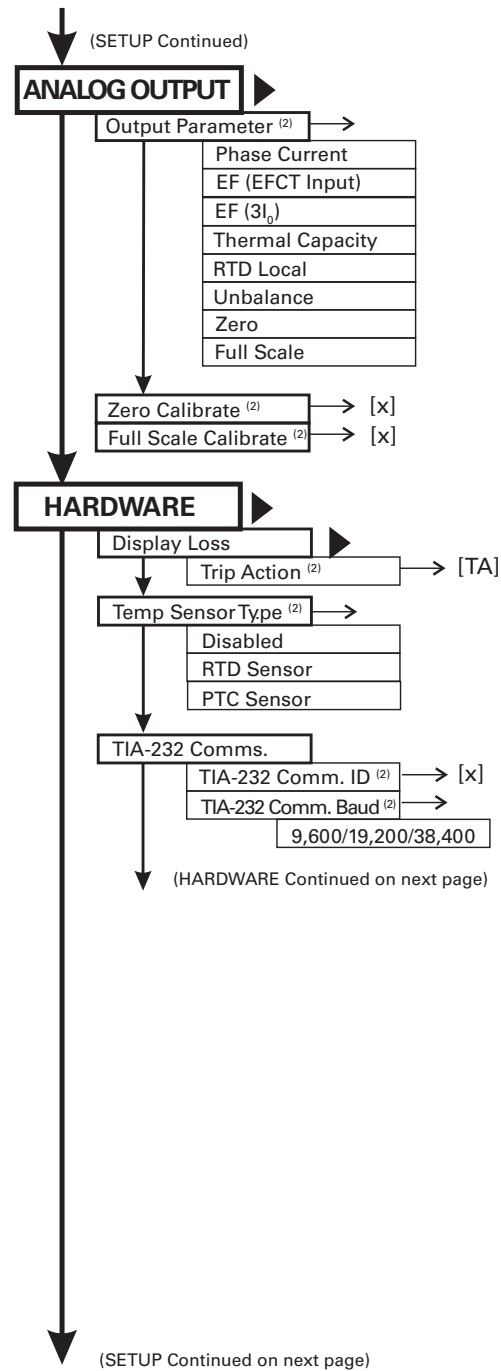 (SETUP Continued)
ANALOG OUTPUT
Output Parameter (2)
Phase Current
EF (EFCT Input)
EF (3I0)
Thermal Capacity
RTD Local
Unbalance
Zero
Full Scale
Zero Calibrate (2) [x]
Full Scale Calibrate (2) [x]
HARDWARE
Display Loss
Trip Action (2) [TA]
Temp Sensor Type (2)
Disabled
RTD Sensor
PTC Sensor
TIA-232 Comms.
TIA-232 Comm. ID (2) [x]
TIA-232 Comm. Baud (2)
9,600/19,200/38,400
(HARDWARE Continued on next page)
(SETUP Continued on next page)